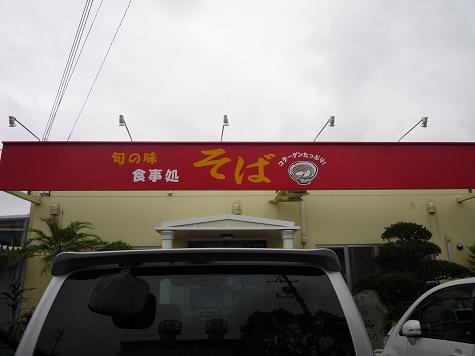 旬の味
食事処
そば
コラーゲンたっぷり!